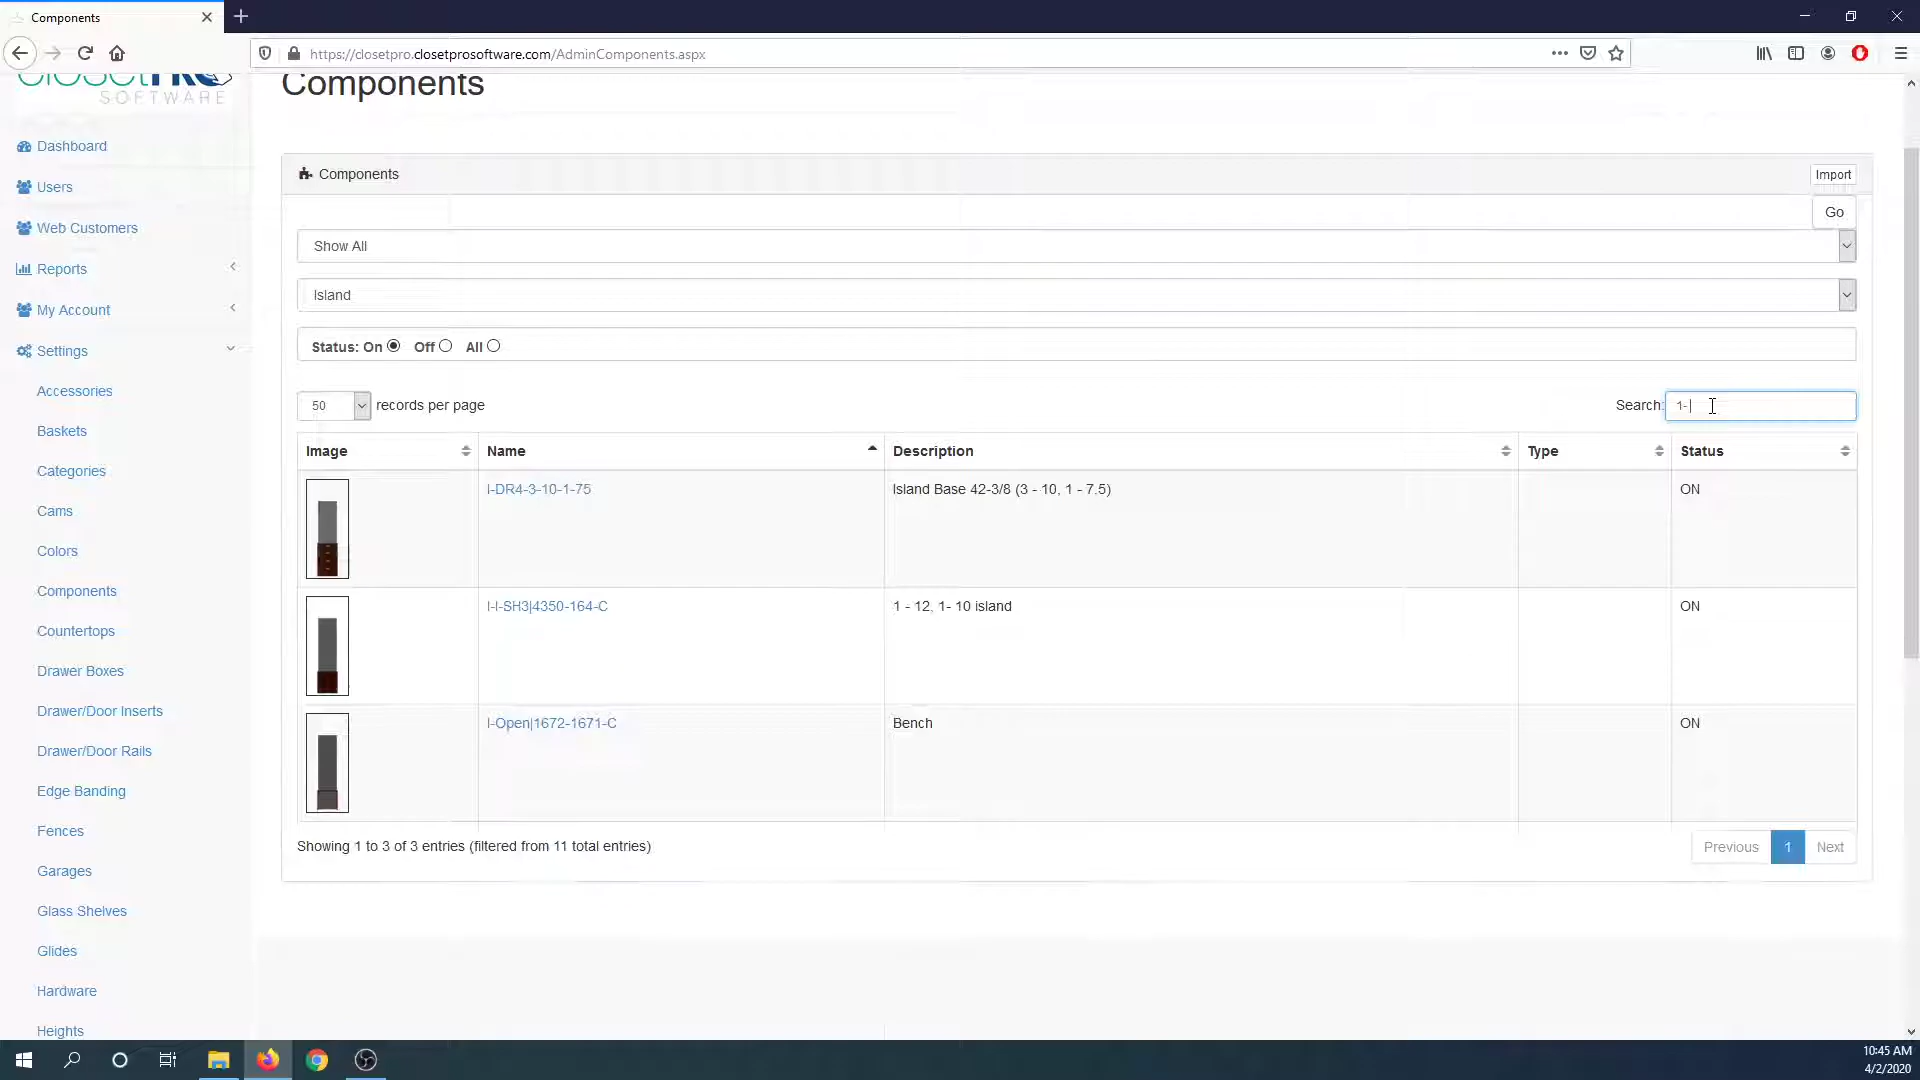 Components
https://closetpro.closetprosoftware.com/AdminComponents.aspx
SOFTWARE
Components
Dashboard
Users
Web Customers
Reports
My Account
Settings
Accessories
Baskets
Categories
Cams
Colors
Components
Countertops
Drawer Boxes
Drawer/Door Inserts
Drawer/Door Rails
Edge Banding
Fences
Garages
Glass Shelves
Glides
Hardware
Heights
Components
Import
Go
Show All
Island
Status: On Off All
50 records per page
Search: 1-
Image Name Description Type Status
I-DR4-3-10-1-75 Island Base 42-3/8 (3 - 10, 1 - 7.5) ON
I-I-SH3|4350-164-C 1 - 12, 1- 10 island ON
I-Open|1672-1671-C Bench ON
Showing 1 to 3 of 3 entries (filtered from 11 total entries)
Previous 1 Next
10:45 AM
4/2/2020